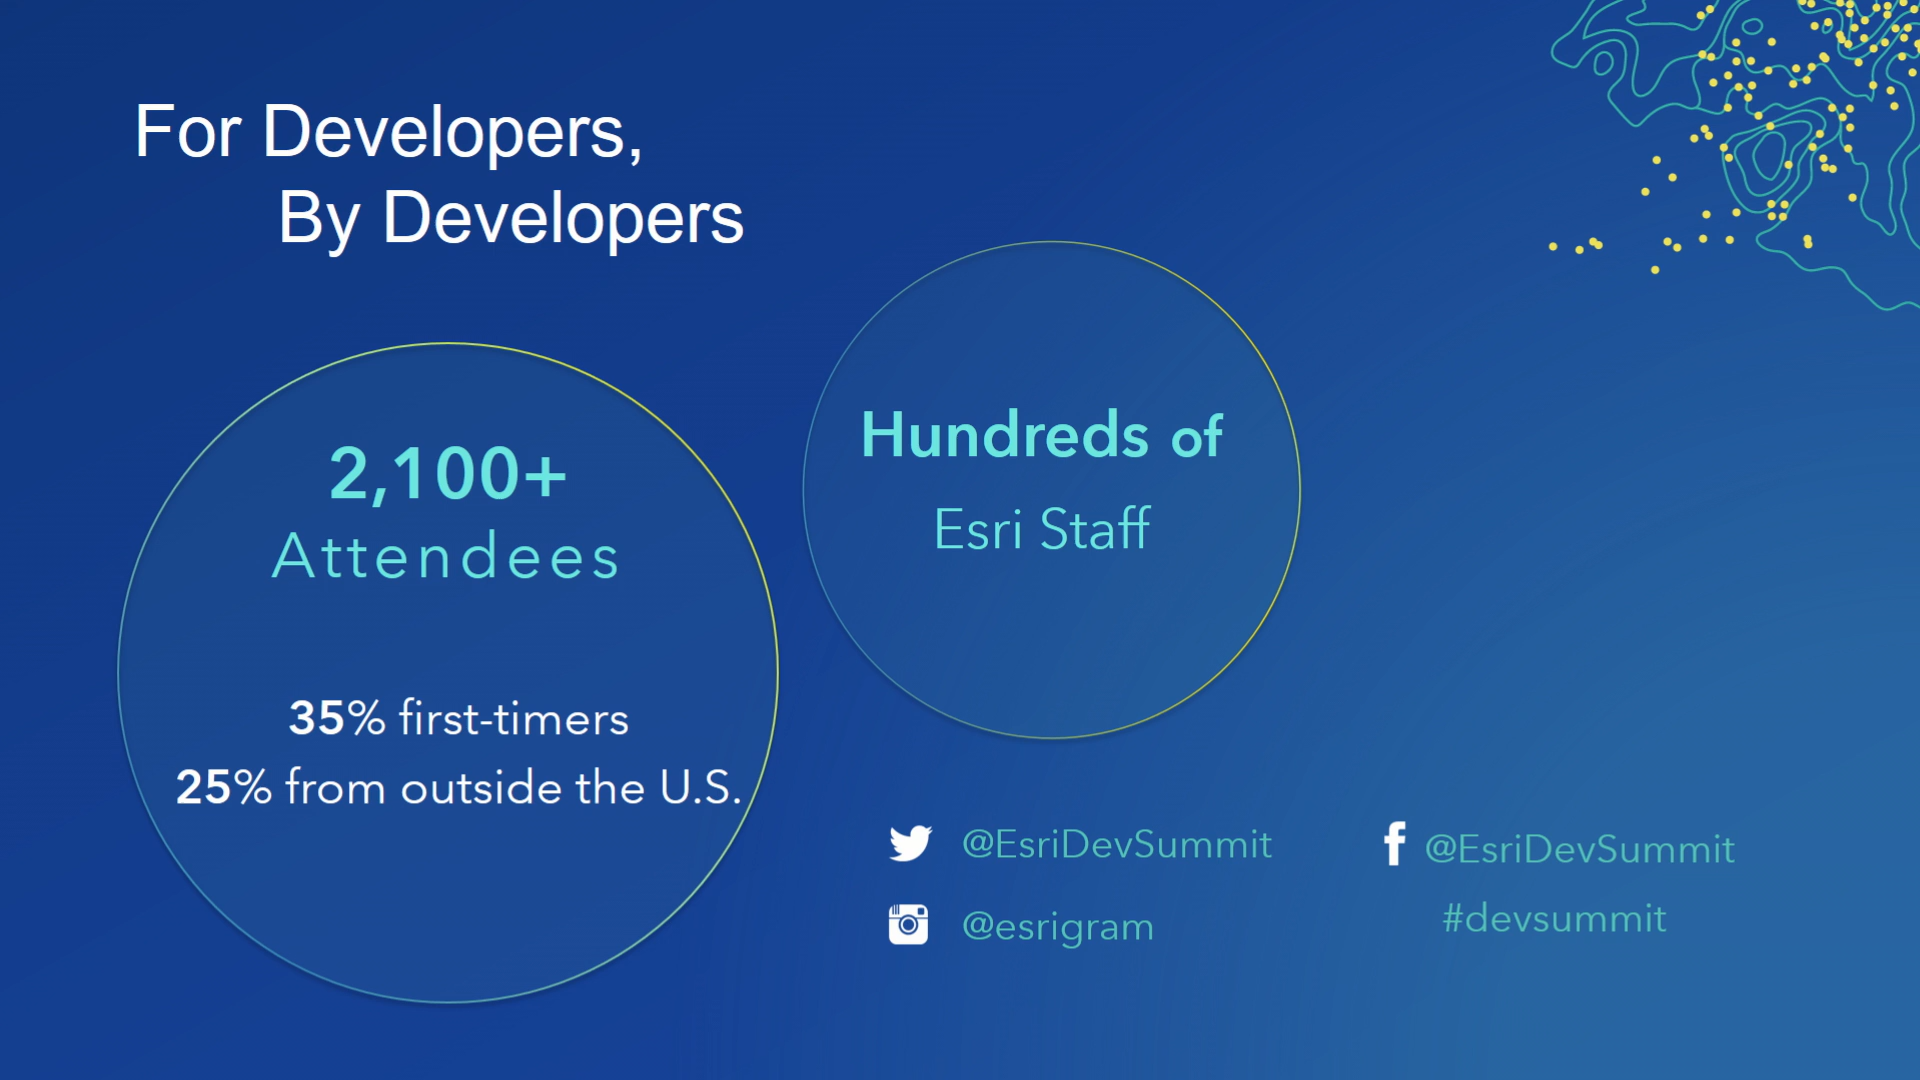 For Developers,
By Developers
2,100+
Attendees
35% first-timers
25% from outside the U.S.
Hundreds of
Esri Staff
@EsriDevSummit
@esrigram
@EsriDevSummit
#devsummit